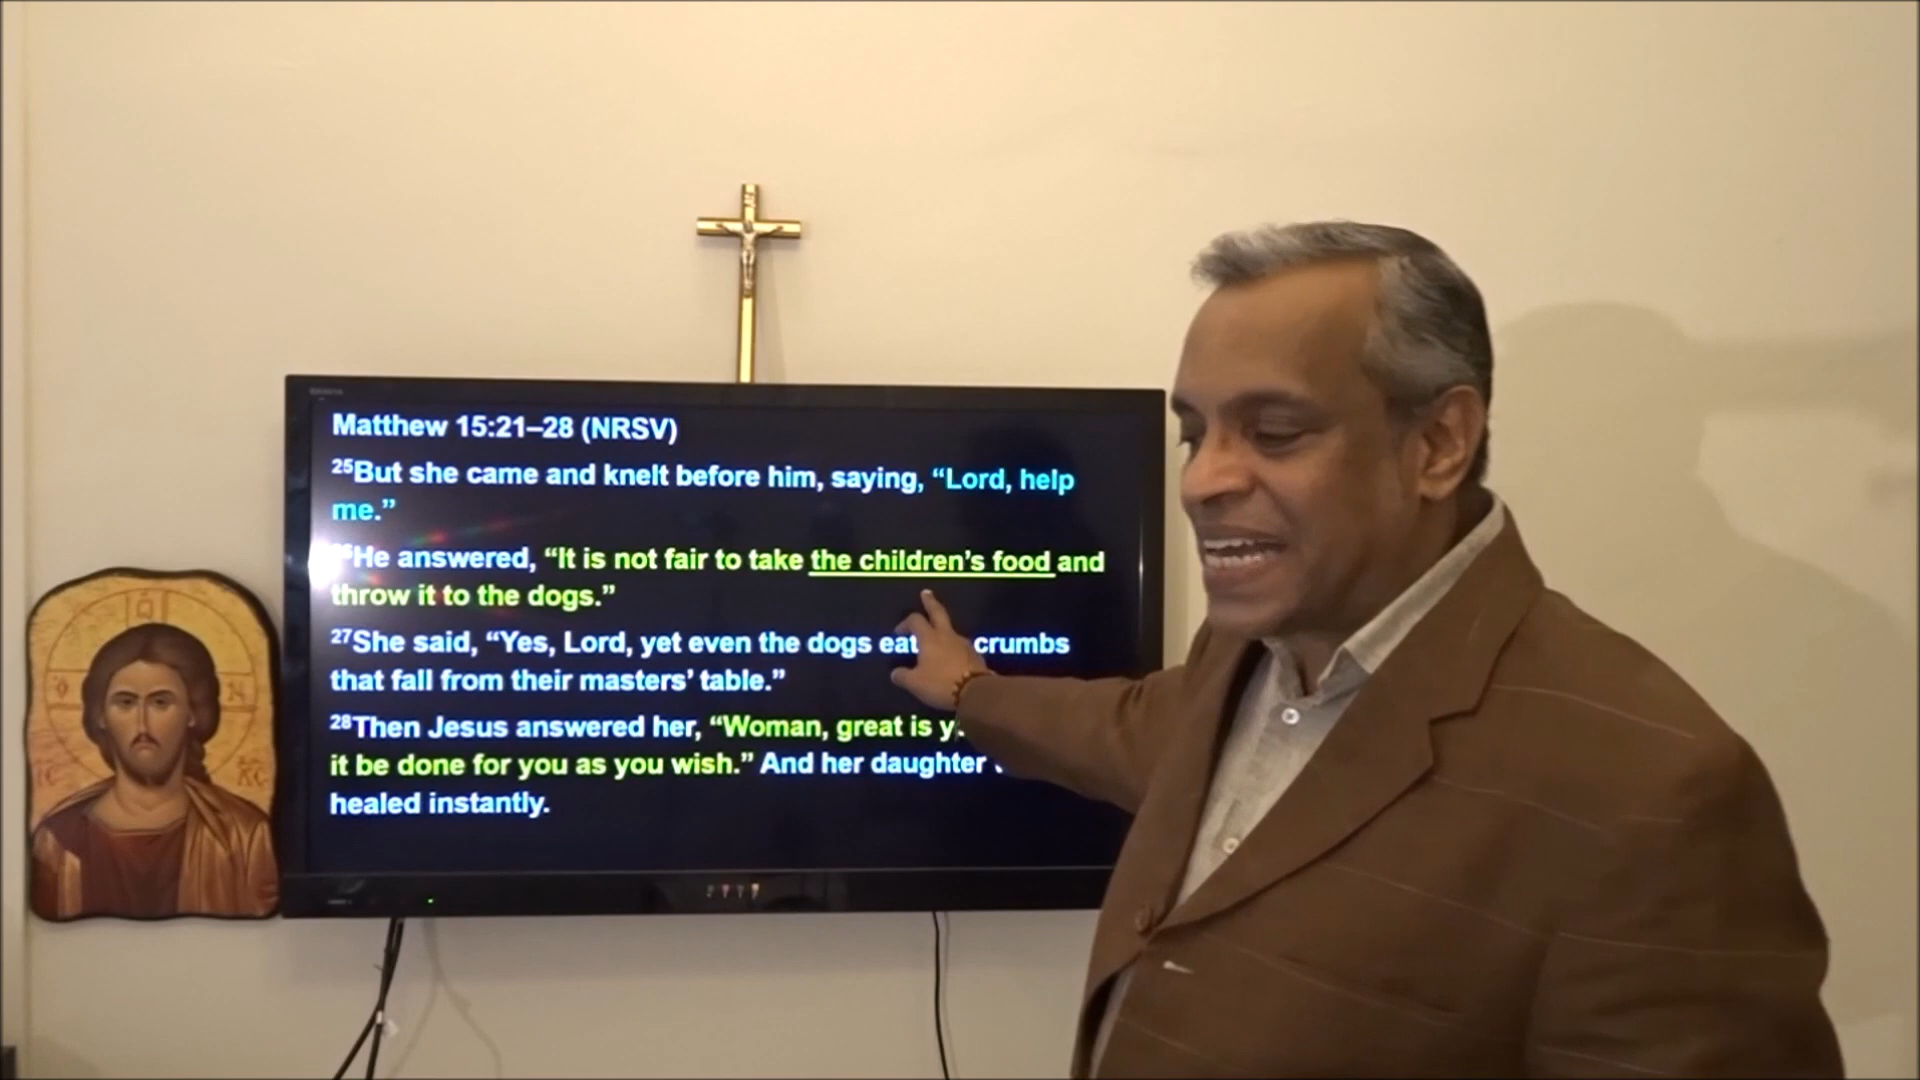 Matthew 15:21–28 (NRSV)
25But she came and knelt before him, saying, “Lord, help
me.”
He answered, “It is not fair to take the children’s food and
throw it to the dogs.”
27She said, “Yes, Lord, yet even the dogs eat crumbs
that fall from their masters’ table.”
28Then Jesus answered her, “Woman, great is
it be done for you as you wish.” And her daughter
healed instantly.